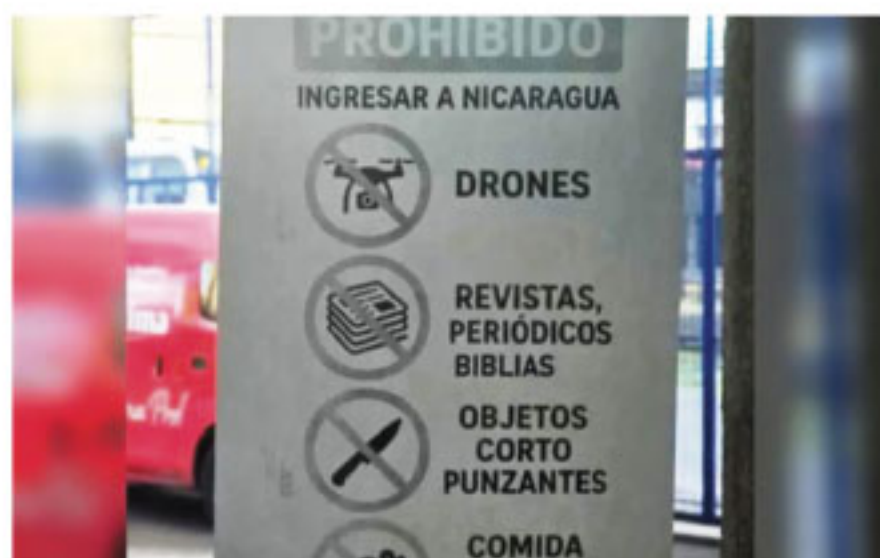 PROHIBIDO
INGRESAR A NICARAGUA
DRONES
REVISTAS,
PERIÓDICOS
BIBLIAS
OBJETOS
CORTO
PUNZANTES
COMIDA